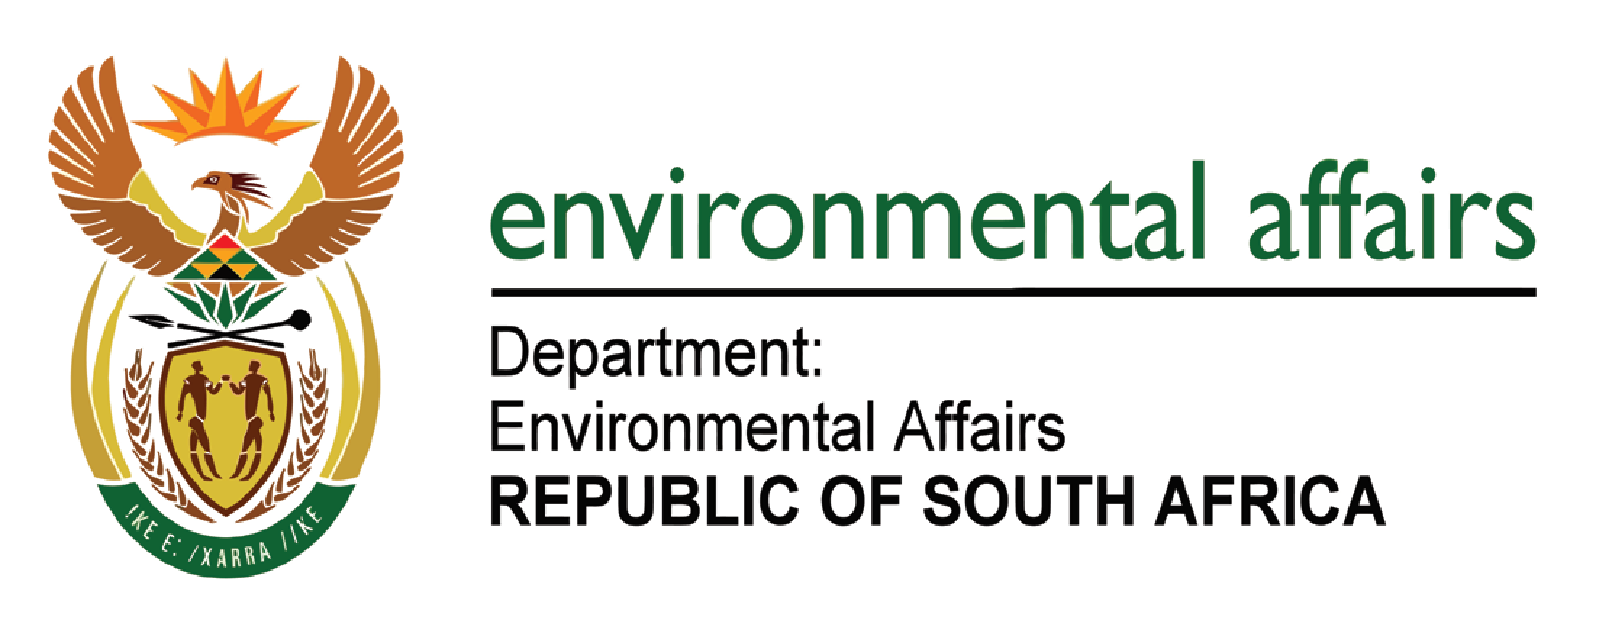 environmental affairs
Department:
Environmental Affairs
REPUBLIC OF SOUTH AFRICA
!KE E: /XARRA //KE